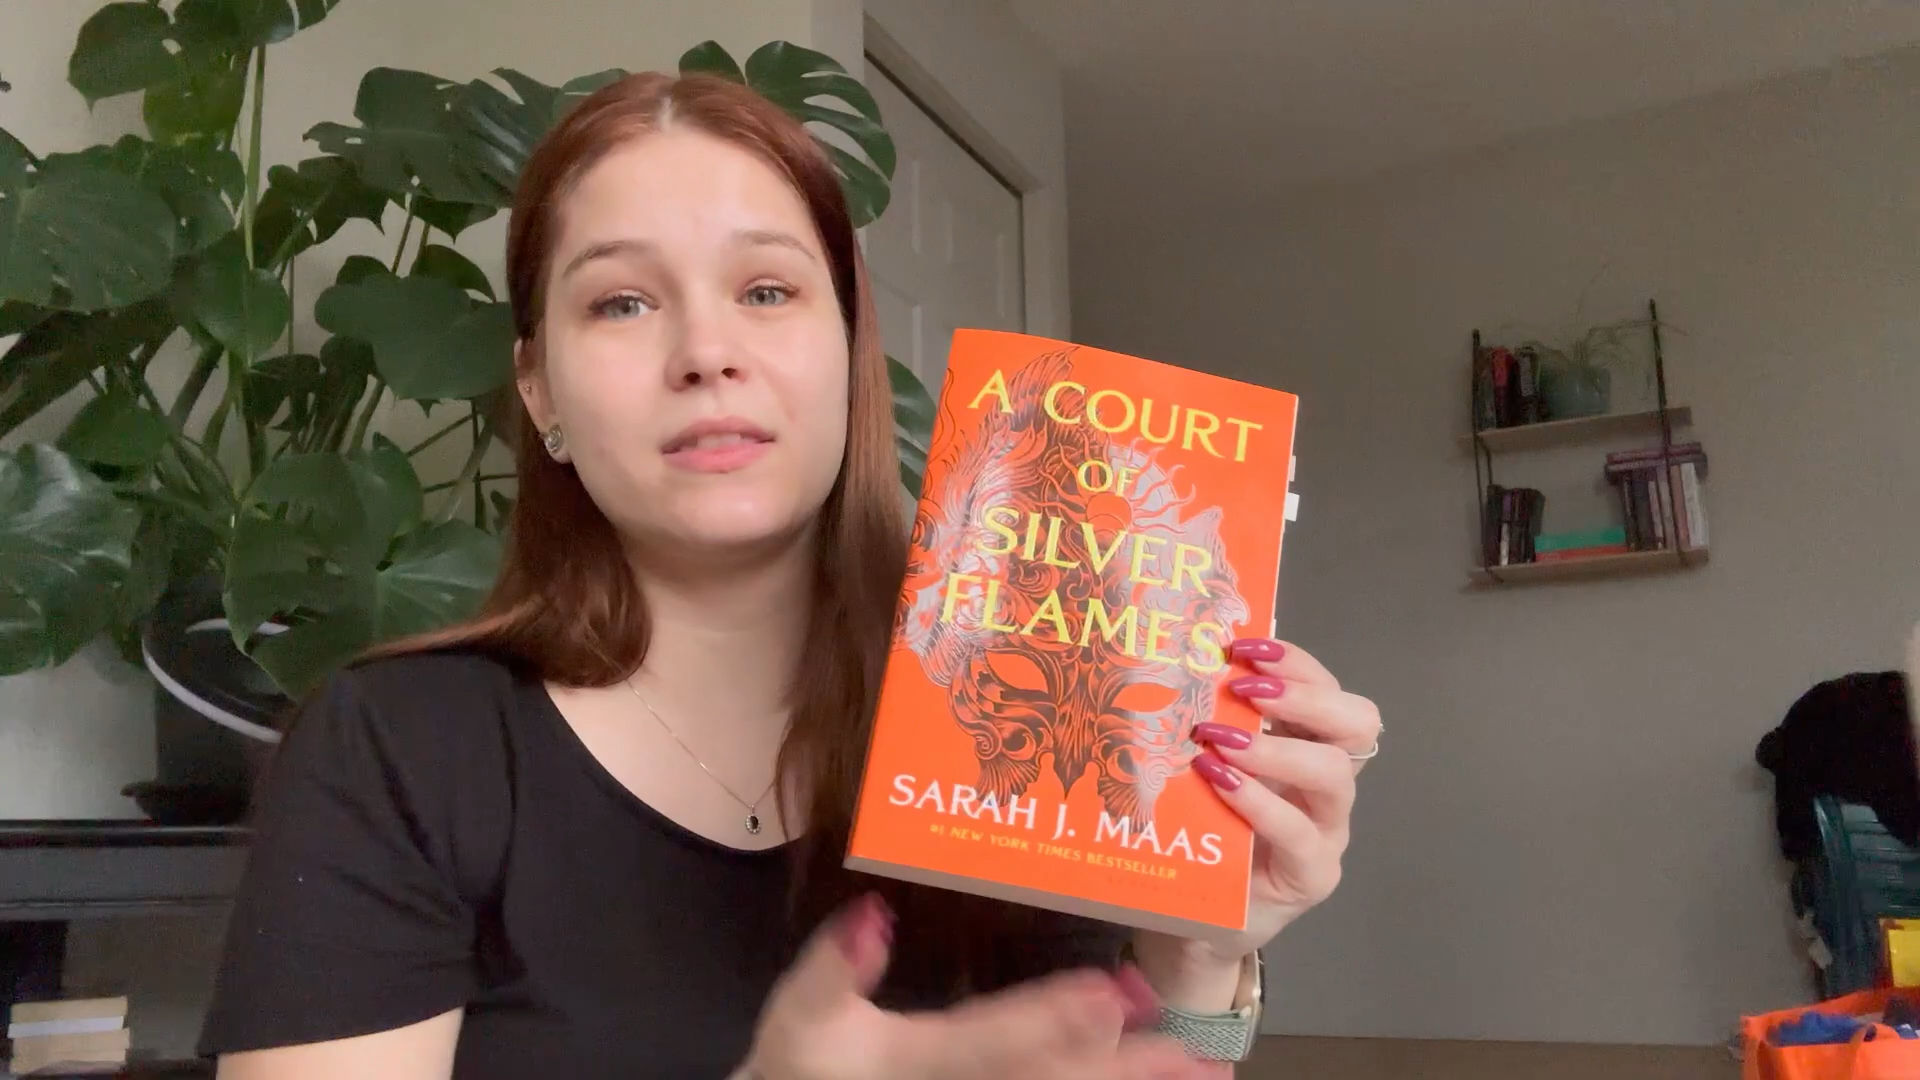 A COURT
OF
SILVER
FLAMES
SARAH J. MAAS
#1 NEW YORK TIMES BESTSELLER